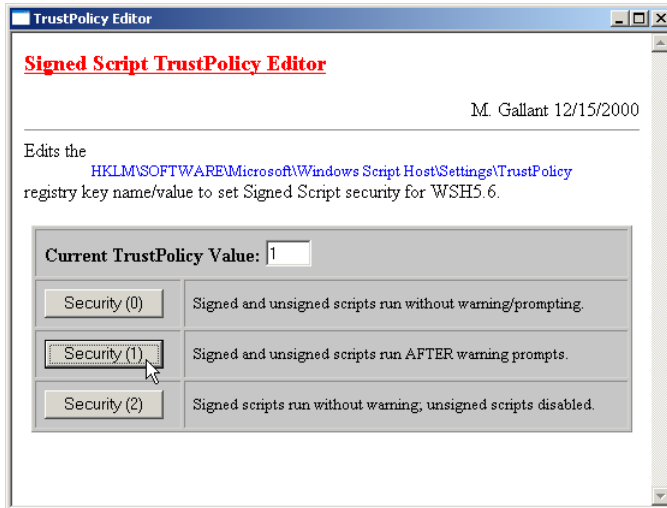 TrustPolicy Editor
Signed Script TrustPolicy Editor
M. Gallant 12/15/2000
Edits the
HKLM\SOFTWARE\Microsoft\Windows Script Host\Settings\TrustPolicy
registry key name/value to set Signed Script security for WSH5.6.
Current TrustPolicy Value: 1
Security (0) Signed and unsigned scripts run without warning/prompting.
Security (1) Signed and unsigned scripts run AFTER warning prompts.
Security (2) Signed scripts run without warning; unsigned scripts disabled.